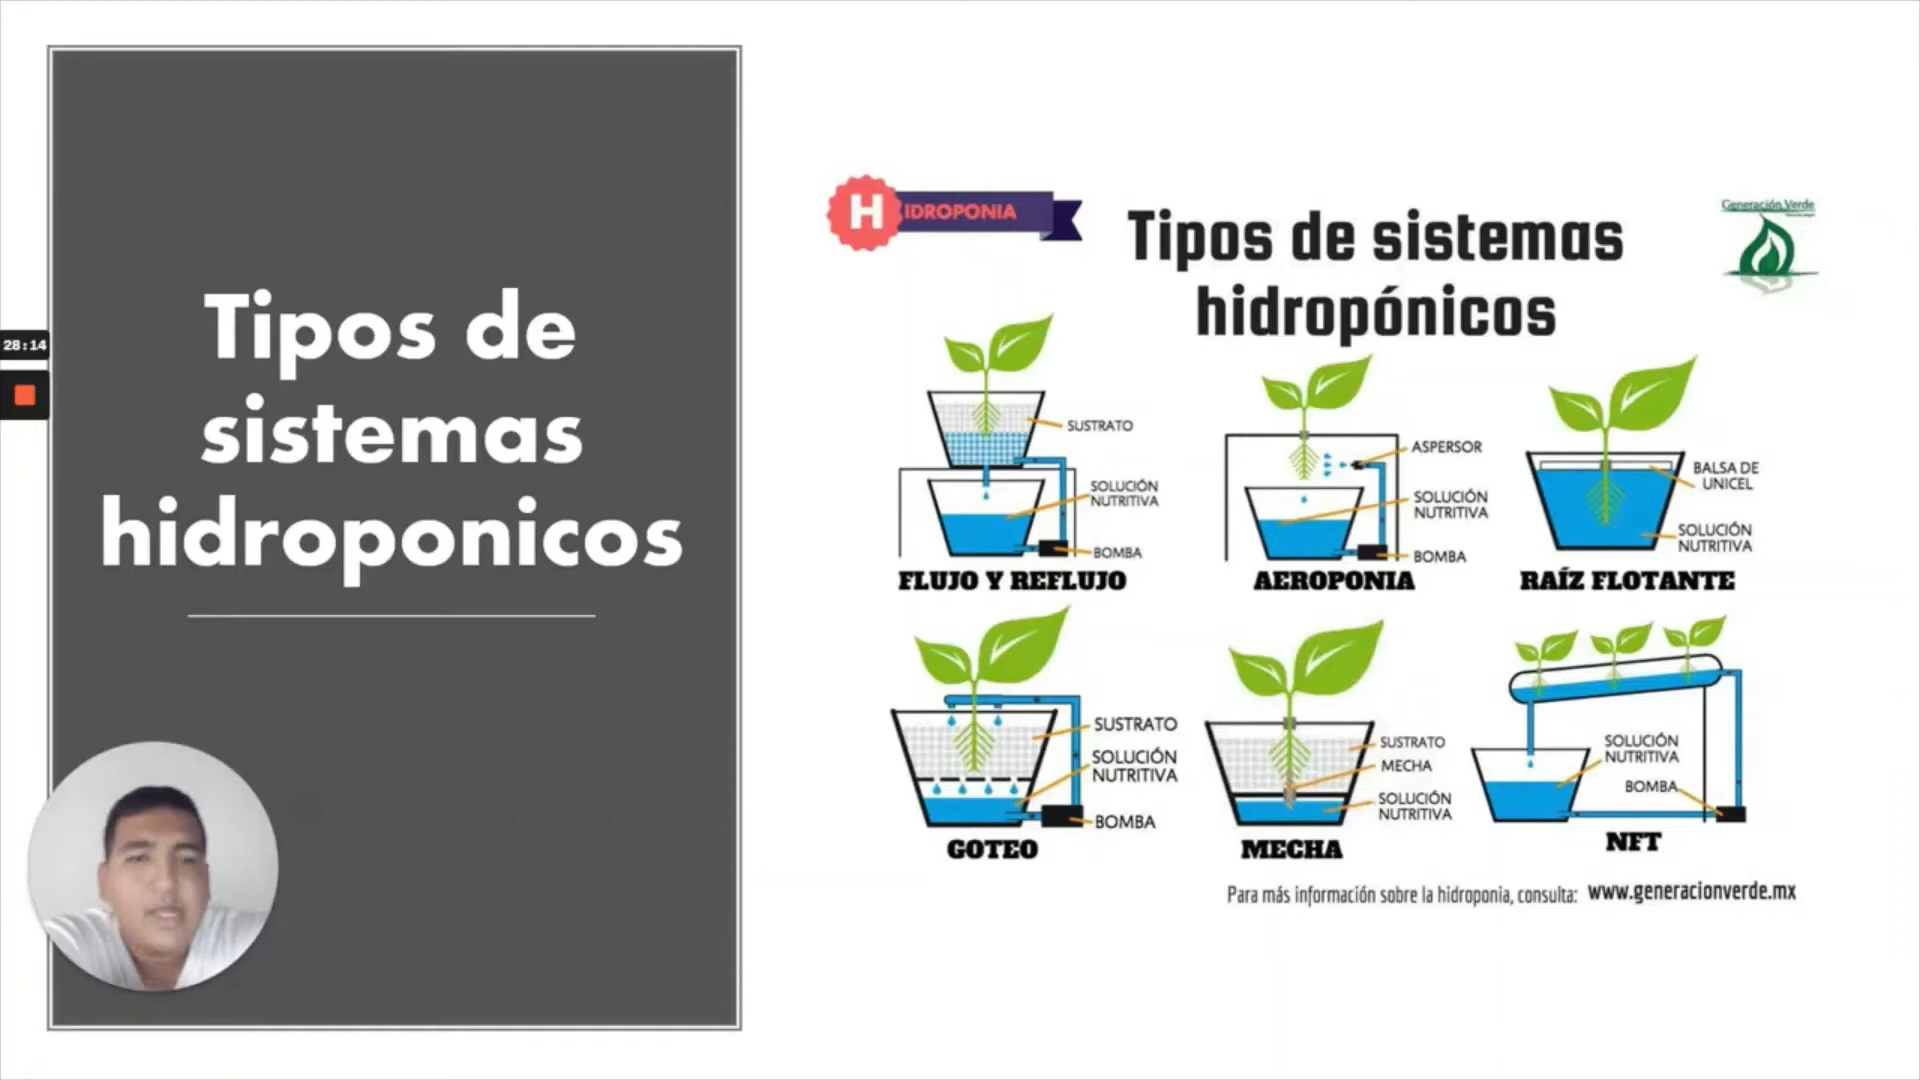 Tipos de
sistemas
hidroponicos
28:14
H
IDROPONIA
Tipos de sistemas
hidropónicos
Generación Verde
SUSTRATO
SOLUCIÓN
NUTRITIVA
BOMBA
FLUJO Y REFLUJO
ASPERSOR
SOLUCIÓN
NUTRITIVA
BOMBA
AEROPONIA
BALSA DE
UNICEL
SOLUCIÓN
NUTRITIVA
RAÍZ FLOTANTE
SUSTRATO
SOLUCIÓN
NUTRITIVA
BOMBA
GOTEO
SUSTRATO
MECHA
SOLUCIÓN
NUTRITIVA
MECHA
SOLUCIÓN
NUTRITIVA
BOMBA
NFT
Para más información sobre la hidroponia, consulta: www.generacionverde.mx